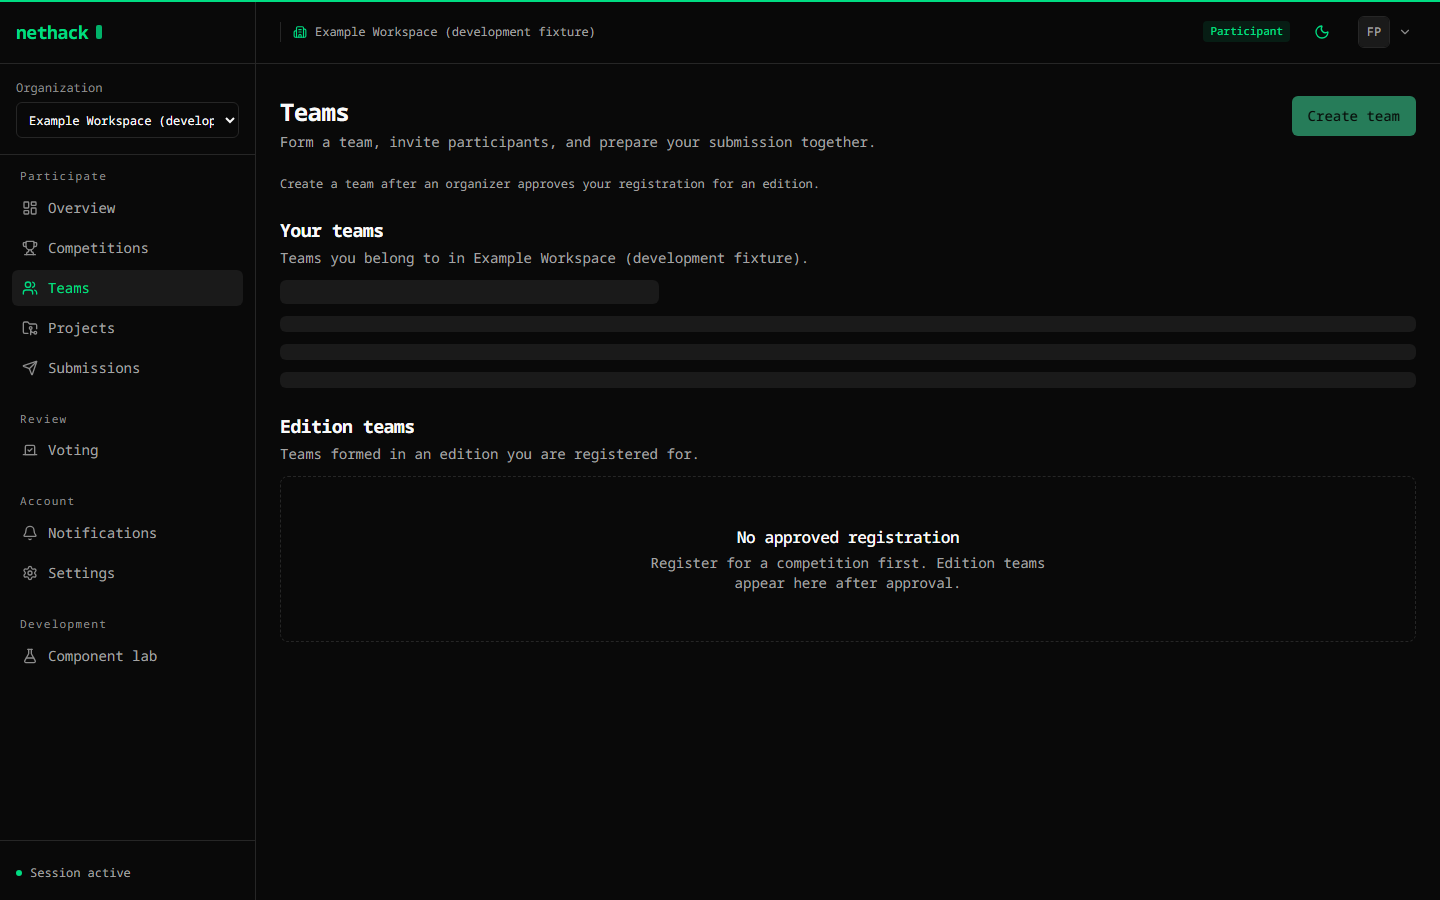 nethack
Example Workspace (development fixture)
Participant
FP
Organization
Example Workspace (develop
Participate
Overview
Competitions
Teams
Projects
Submissions
Review
Voting
Account
Notifications
Settings
Development
Component lab
Session active
Teams
Form a team, invite participants, and prepare your submission together.
Create team
Create a team after an organizer approves your registration for an edition.
Your teams
Teams you belong to in Example Workspace (development fixture).
Edition teams
Teams formed in an edition you are registered for.
No approved registration
Register for a competition first. Edition teams
appear here after approval.